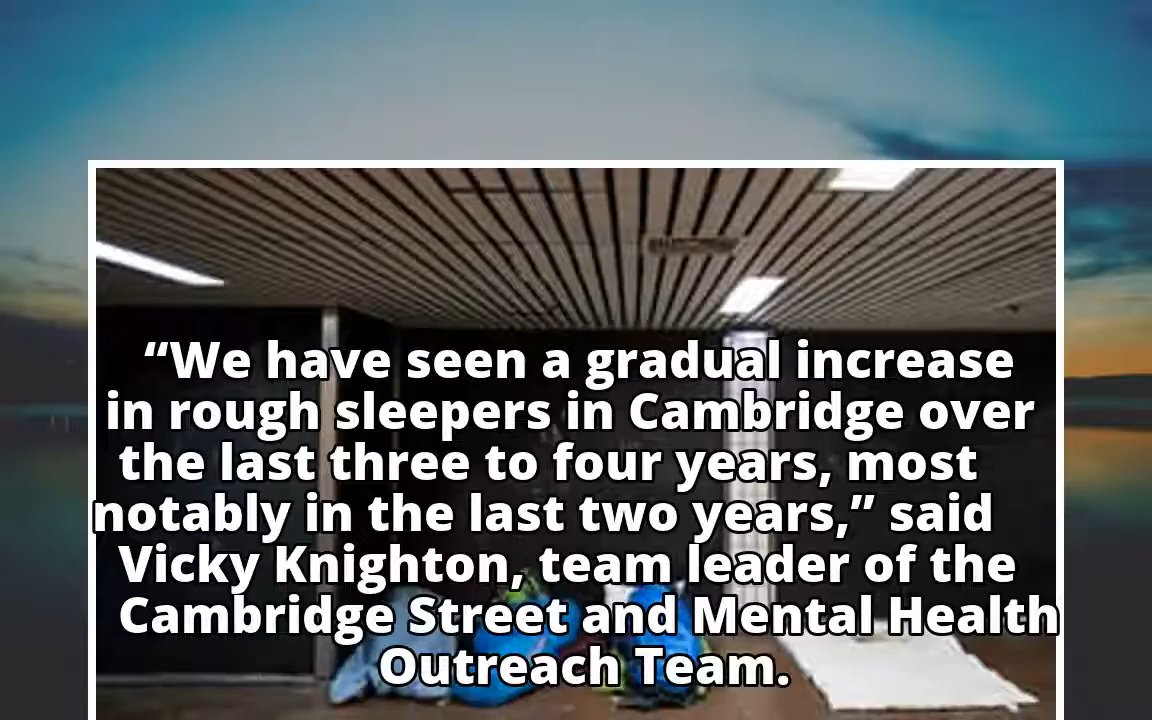 “We have seen a gradual increase
in rough sleepers in Cambridge over
the last three to four years, most
notably in the last two years,” said
Vicky Knighton, team leader of the
Cambridge Street and Mental Health
Outreach Team.